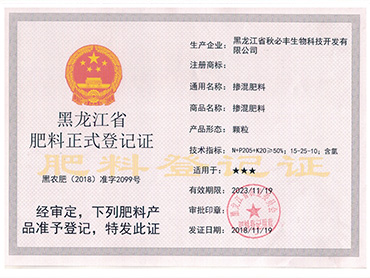 黑龙江省
肥料正式登记证
肥料登记证
黑农肥（2018）准字2099号
经审定，下列肥料产
品准予登记，特发此证
生产企业：黑龙江省秋必丰生物科技开发有
限公司
注册商标：
通用名称：掺混肥料
商品名称：掺混肥料
产品形态：颗粒
技术指标：N+P2O5+K2O≥50%；15-25-10；含氯
适用于：★★★
有效期限：2023/11/19
审批印章：
发证日期：2018/11/19